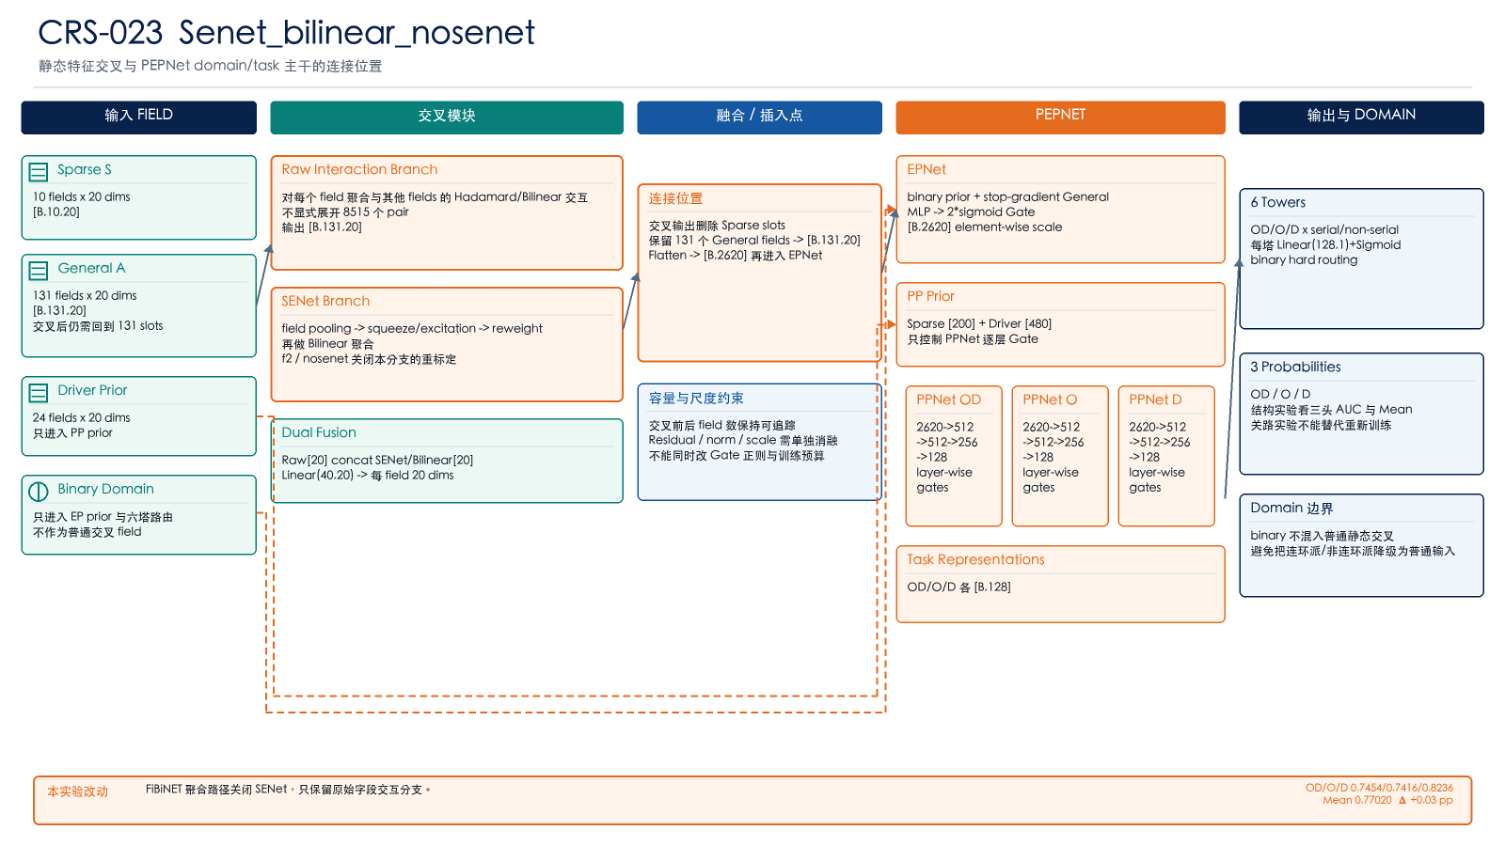 CRS-023 Senet_bilinear_nosenet
静态特征交叉与 PEPNet domain/task 主干的连接位置
输入 FIELD
Sparse S
10 fields x 20 dims
[B.10.20]
General A
131 fields x 20 dims
[B.131.20]
交叉后仍需回到 131 slots
Driver Prior
24 fields x 20 dims
只进入 PP prior
Binary Domain
只进入 EP prior 与六塔路由
不作为普通交叉 field
交叉模块
Raw Interaction Branch
对每个 field 聚合与其他 fields 的 Hadamard/Bilinear 交互
不显式展开 8515 个 pair
输出 [B.131.20]
SENet Branch
field pooling -> squeeze/excitation -> reweight
再做 Bilinear 聚合
f2 / nosenet 关闭本分支的重标定
Dual Fusion
Raw[20] concat SENet/Bilinear[20]
Linear(40.20) -> 每 field 20 dims
融合 / 插入点
连接位置
交叉输出删除 Sparse slots
保留 131 个 General fields -> [B.131.20]
Flatten -> [B.2620] 再进入 EPNet
容量与尺度约束
交叉前后 field 数保持可追踪
Residual / norm / scale 需单独消融
不能同时改 Gate 正则与训练预算
PEPNET
EPNet
binary prior + stop-gradient General
MLP -> 2*sigmoid Gate
[B.2620] element-wise scale
PP Prior
Sparse [200] + Driver [480]
只控制 PPNet 逐层 Gate
PPNet OD
2620->512
->512->256
->128
layer-wise
gates
PPNet O
2620->512
->512->256
->128
layer-wise
gates
PPNet D
2620->512
->512->256
->128
layer-wise
gates
Task Representations
OD/O/D 各 [B.128]
输出与 DOMAIN
6 Towers
OD/O/D x serial/non-serial
每塔 Linear(128.1)+Sigmoid
binary hard routing
3 Probabilities
OD / O / D
结构实验看三头 AUC 与 Mean
关路实验不能替代重新训练
Domain 边界
binary 不混入普通静态交叉
避免把连环派/非连环派降级为普通输入
本实验改动
FiBiNET 聚合路径关闭 SENet，只保留原始字段交互分支。
OD/O/D 0.7454/0.7416/0.8236
Mean 0.77020 Δ +0.03 pp